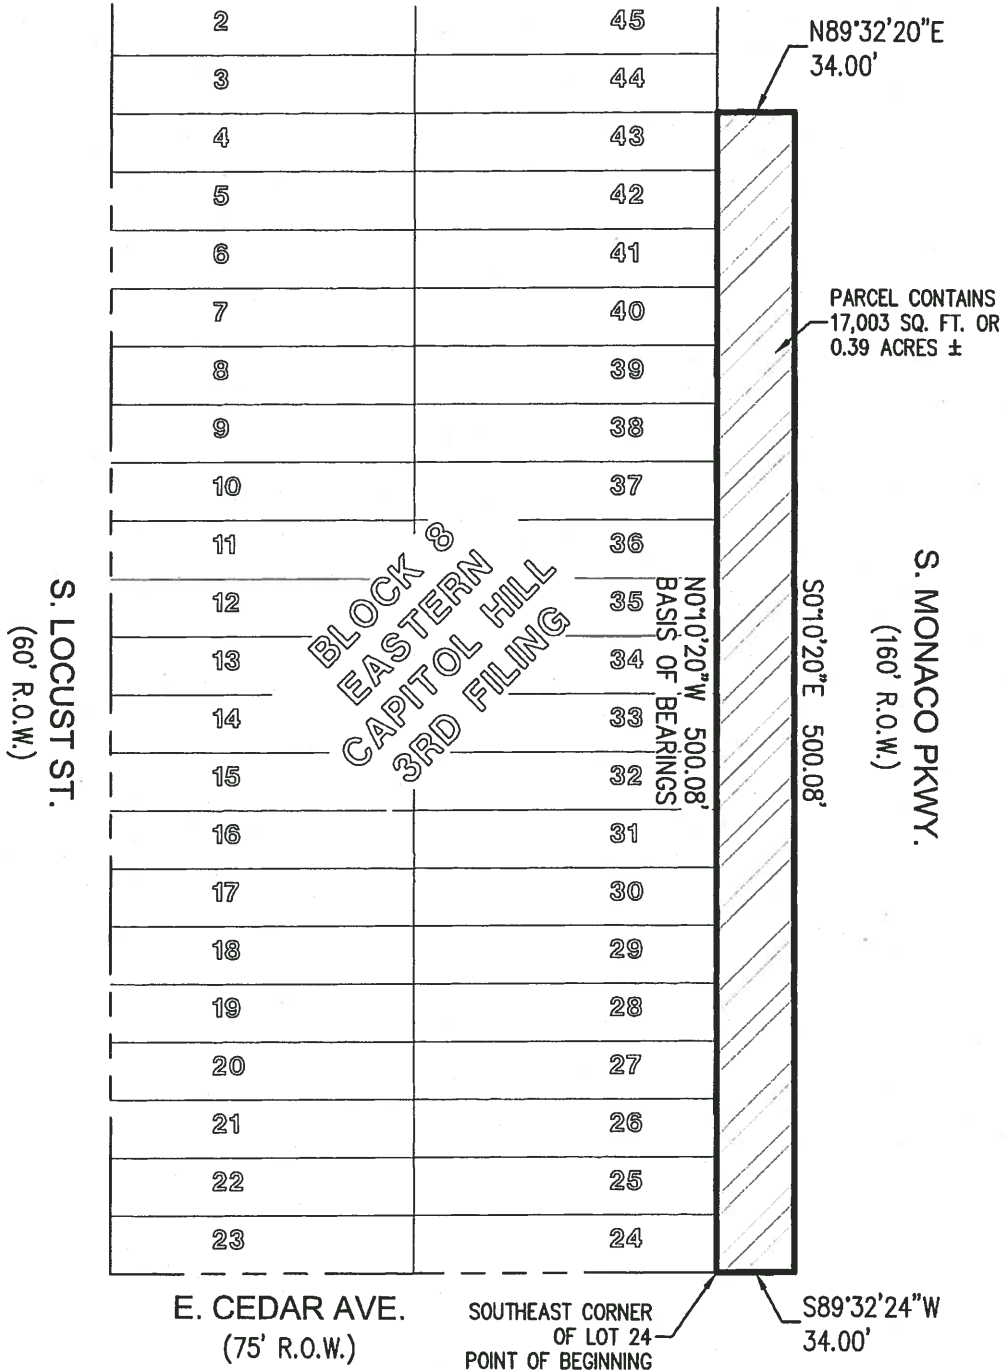 2 45
N89°32'20"E
34.00'
3 44
4 43
5 42
6 41
7 40
PARCEL CONTAINS
17,003 SQ. FT. OR
0.39 ACRES ±
8 39
9 38
10 37
11 36
12 35
13 34
14 33
15 32
16 31
17 30
18 29
19 28
20 27
21 26
22 25
23 24
BLOCK 8
EASTERN
CAPITOL HILL
3RD FILING
N0°10'20"W 500.08'
BASIS OF BEARINGS
S0°10'20"E 500.08'
S. MONACO PKWY.
(160' R.O.W.)
S. LOCUST ST.
(60' R.O.W.)
E. CEDAR AVE.
(75' R.O.W.)
SOUTHEAST CORNER
OF LOT 24
POINT OF BEGINNING
S89°32'24"W
34.00'